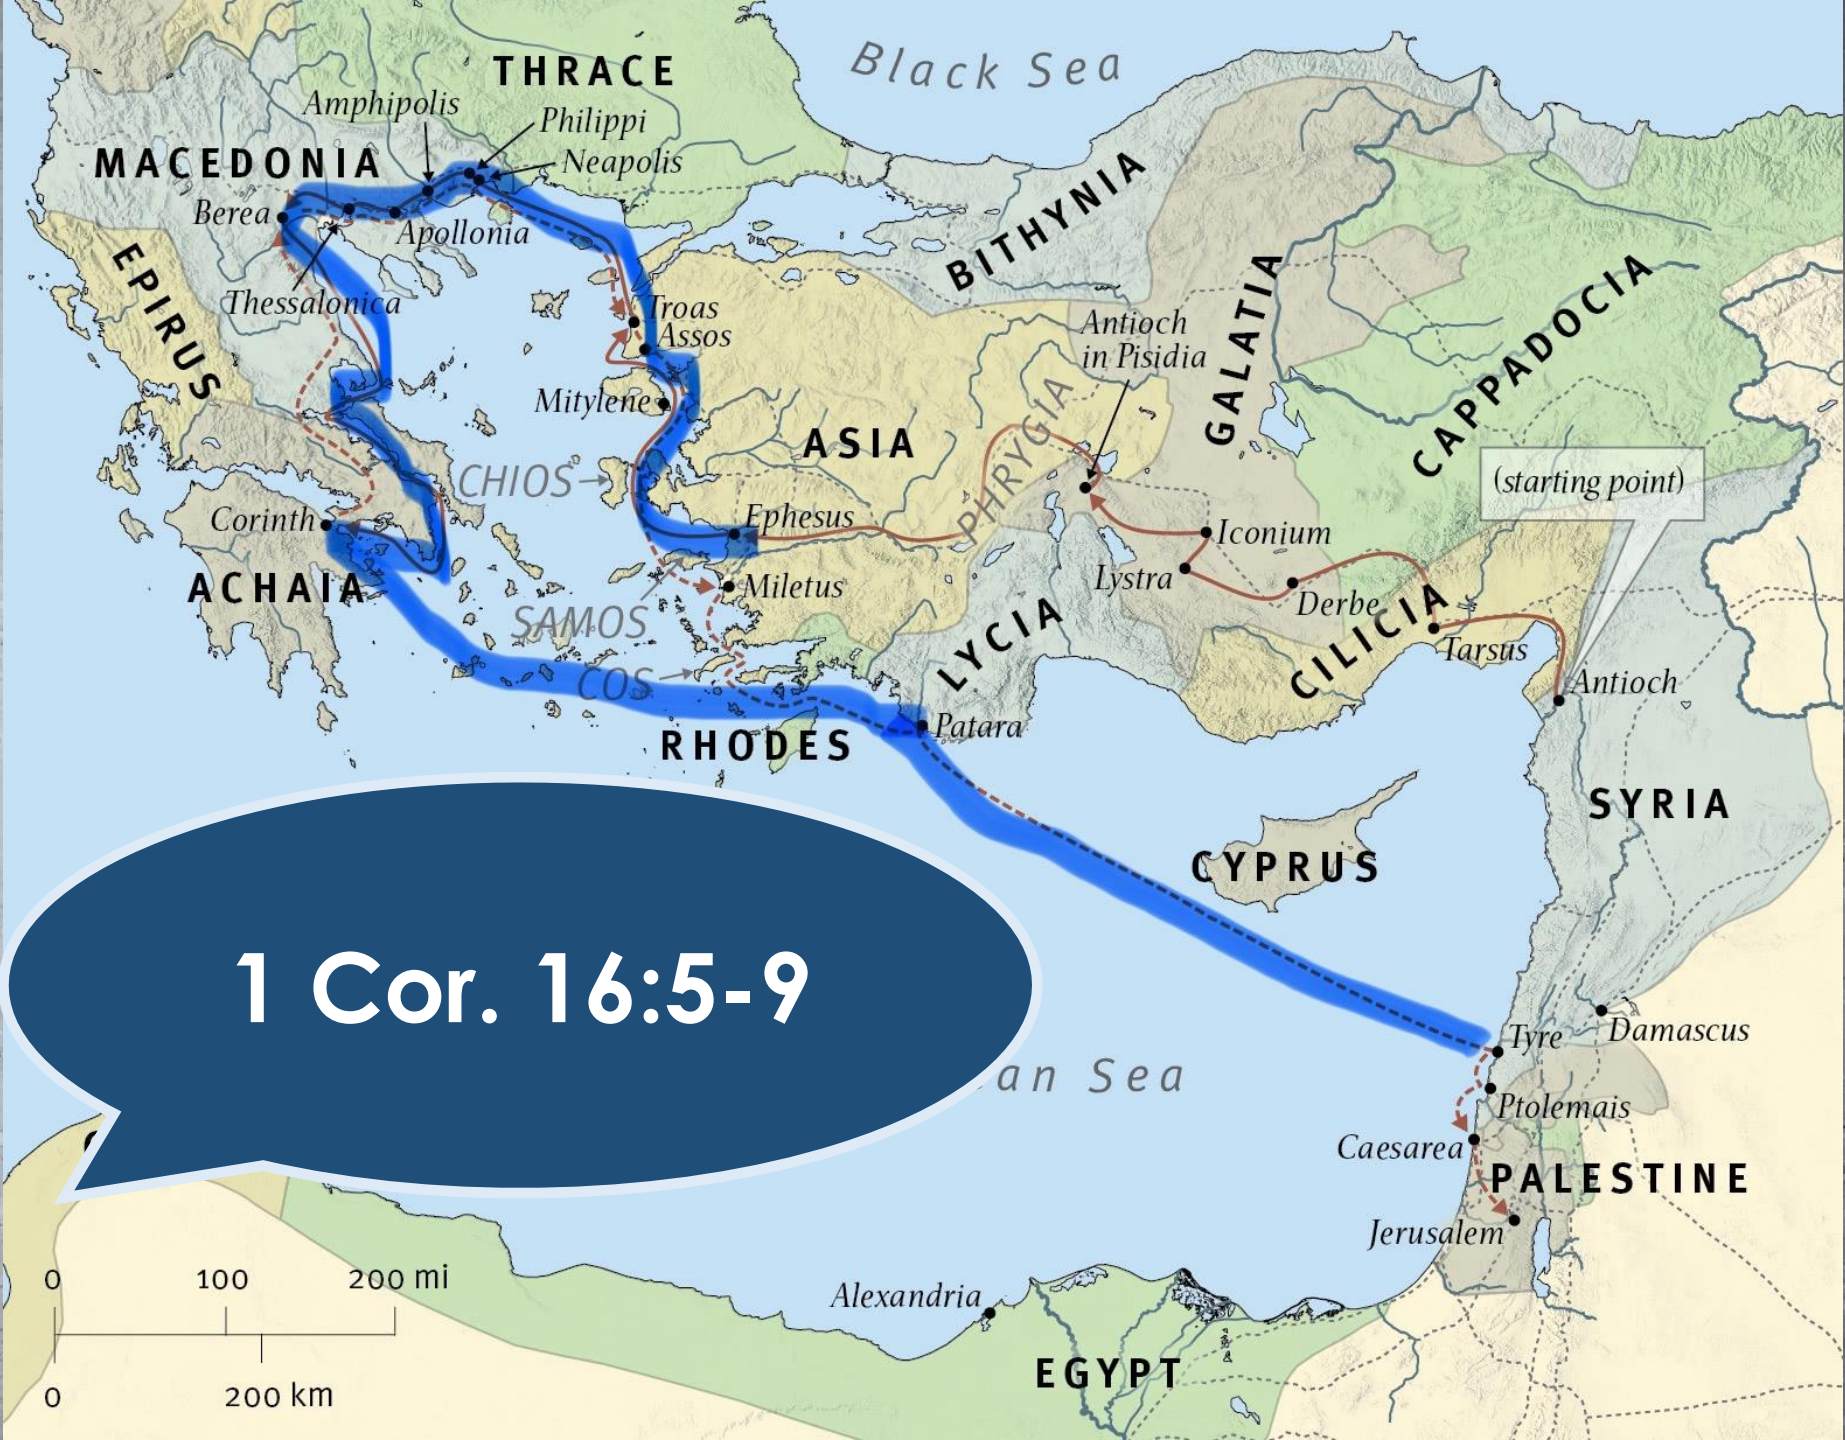 Black Sea
THRACE
Amphipolis
Philippi
Neapolis
MACEDONIA
Berea
Apollonia
BITHYNIA
EPIRUS
Thessalonica
Troas
Assos
Antioch
in Pisidia
GALATIA
CAPPADOCIA
Mitylene
PHRYGIA
ASIA
CHIOS
(starting point)
Corinth
Ephesus
Iconium
ACHAIA
Miletus
Lystra
Derbe
SAMOS
LYCIA
CILICIA
Tarsus
COS
Antioch
Patara
RHODES
SYRIA
CYPRUS
1 Cor. 16:5-9
Tyre
Damascus
an Sea
Ptolemais
Caesarea
PALESTINE
Jerusalem
0 100 200 mi
Alexandria
0 200 km
EGYPT